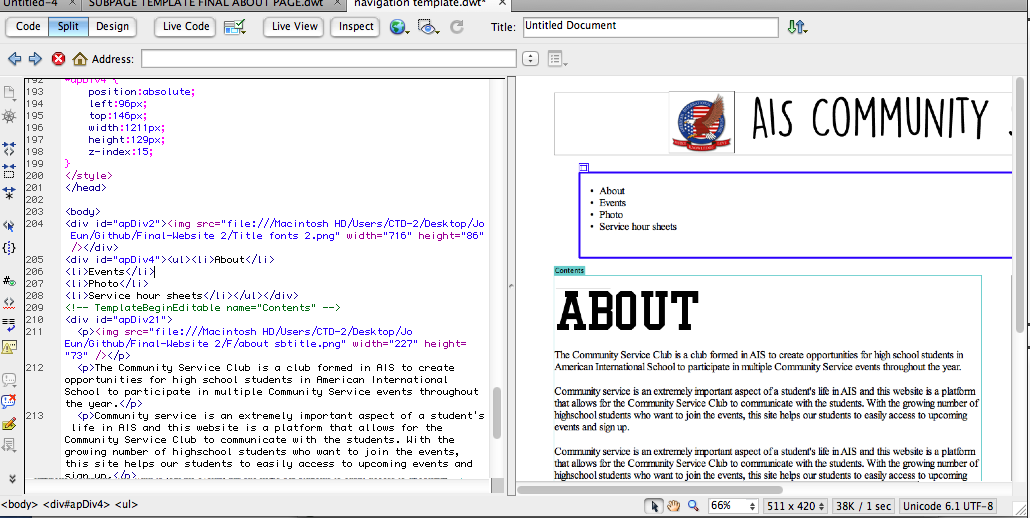 Untitled-4 × SUBPAGE TEMPLATE FINAL ABOUT PAGE.dwt × navigation template.dwt* ×
Code Split Design Live Code Live View Inspect Title: Untitled Document
Address:
192 #apDiv4 {
193 position:absolute;
194 left:96px;
195 top:146px;
196 width:1211px;
197 height:129px;
198 z-index:15;
199 }
200 </style>
201 </head>
202
203 <body>
204 <div id="apDiv2"><img src="file:///Macintosh HD/Users/CTD-2/Desktop/Jo
Eun/Github/Final-Website 2/Title fonts 2.png" width="716" height="86"
/></div>
205 <div id="apDiv4"><ul><li>About</li>
206 <li>Events</li>
207 <li>Photo</li>
208 <li>Service hour sheets</li></ul></div>
209 <!-- TemplateBeginEditable name="Contents" -->
210 <div id="apDiv21">
211 <p><img src="file:///Macintosh HD/Users/CTD-2/Desktop/Jo
Eun/Github/Final-Website 2/F/about sbtitle.png" width="227" height=
"73" /></p>
212 <p>The Community Service Club is a club formed in AIS to create
opportunities for high school students in American International
School to participate in multiple Community Service events throughout
the year.</p>
213 <p>Community service is an extremely important aspect of a student's
life in AIS and this website is a platform that allows for the
Community Service Club to communicate with the students. With the
growing number of highschool students who want to join the events,
this site helps our students to easily access to upcoming events and
sign up.</p>
AIS COMMUNITY
• About
• Events
• Photo
• Service hour sheets
Contents
ABOUT
The Community Service Club is a club formed in AIS to create opportunities for high school students in
American International School to participate in multiple Community Service events throughout the year.
Community service is an extremely important aspect of a student's life in AIS and this website is a platform
that allows for the Community Service Club to communicate with the students. With the growing number of
highschool students who want to join the events, this site helps our students to easily access to upcoming
events and sign up.
Community service is an extremely important aspect of a student's life in AIS and this website is a platform
that allows for the Community Service Club to communicate with the students. With the growing number of
highschool students who want to join the events, this site helps our students to easily access to upcoming
<body> <div#apDiv4> <ul> 66% 511 x 420 38K / 1 sec Unicode 6.1 UTF-8